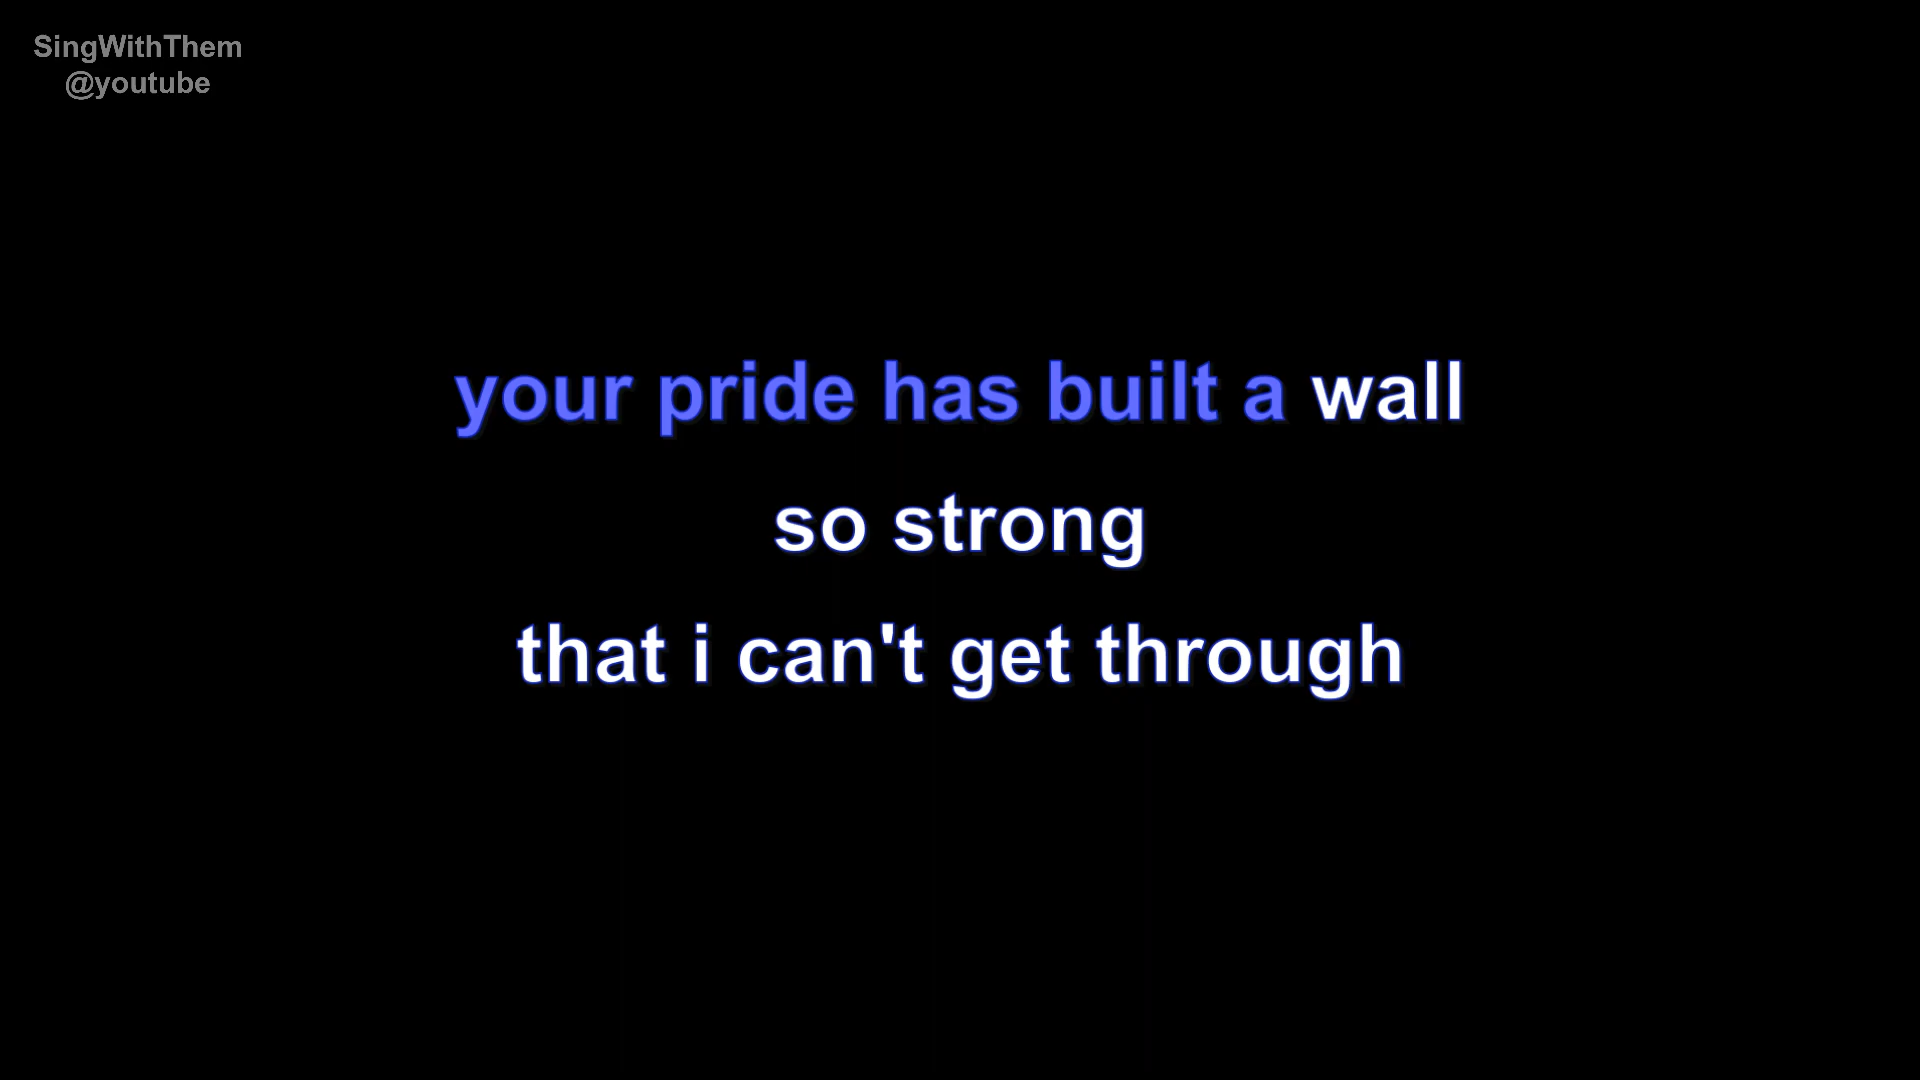 SingWithThem
@youtube
your pride has built a wall
so strong
that i can't get through